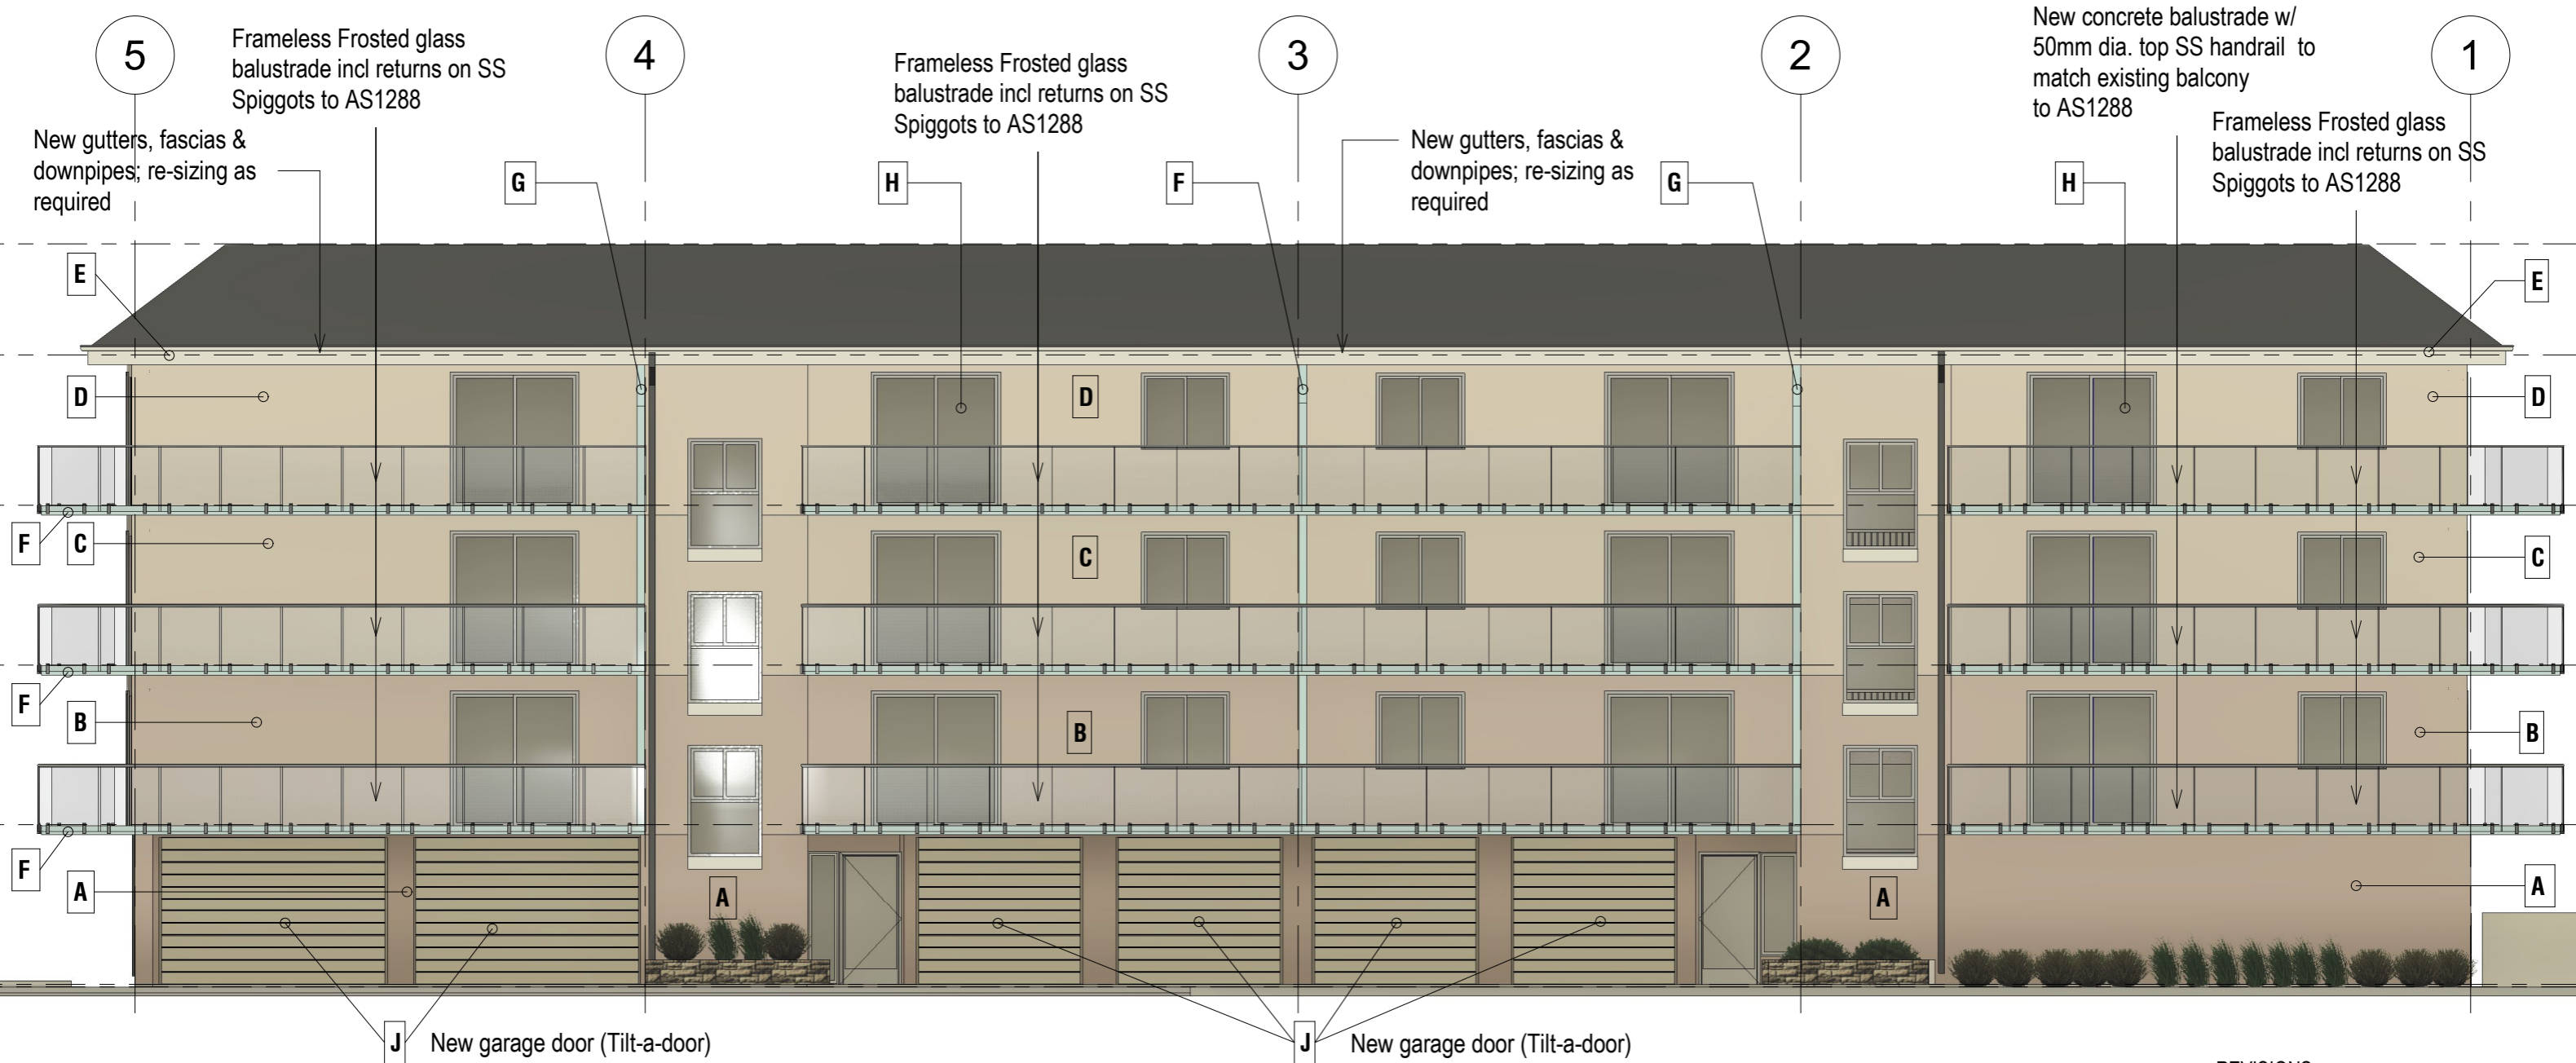 5
Frameless Frosted glass
balustrade incl returns on SS
Spiggots to AS1288
4
Frameless Frosted glass
balustrade incl returns on SS
Spiggots to AS1288
3
2
New concrete balustrade w/
50mm dia. top SS handrail to
match existing balcony
to AS1288
1
Frameless Frosted glass
balustrade incl returns on SS
Spiggots to AS1288
New gutters, fascias &
downpipes; re-sizing as
required
New gutters, fascias &
downpipes; re-sizing as
required
G
H
F
G
H
E
E
D
D
D
F
C
C
C
F
B
B
B
F
A
A
A
A
J
New garage door (Tilt-a-door)
J
New garage door (Tilt-a-door)